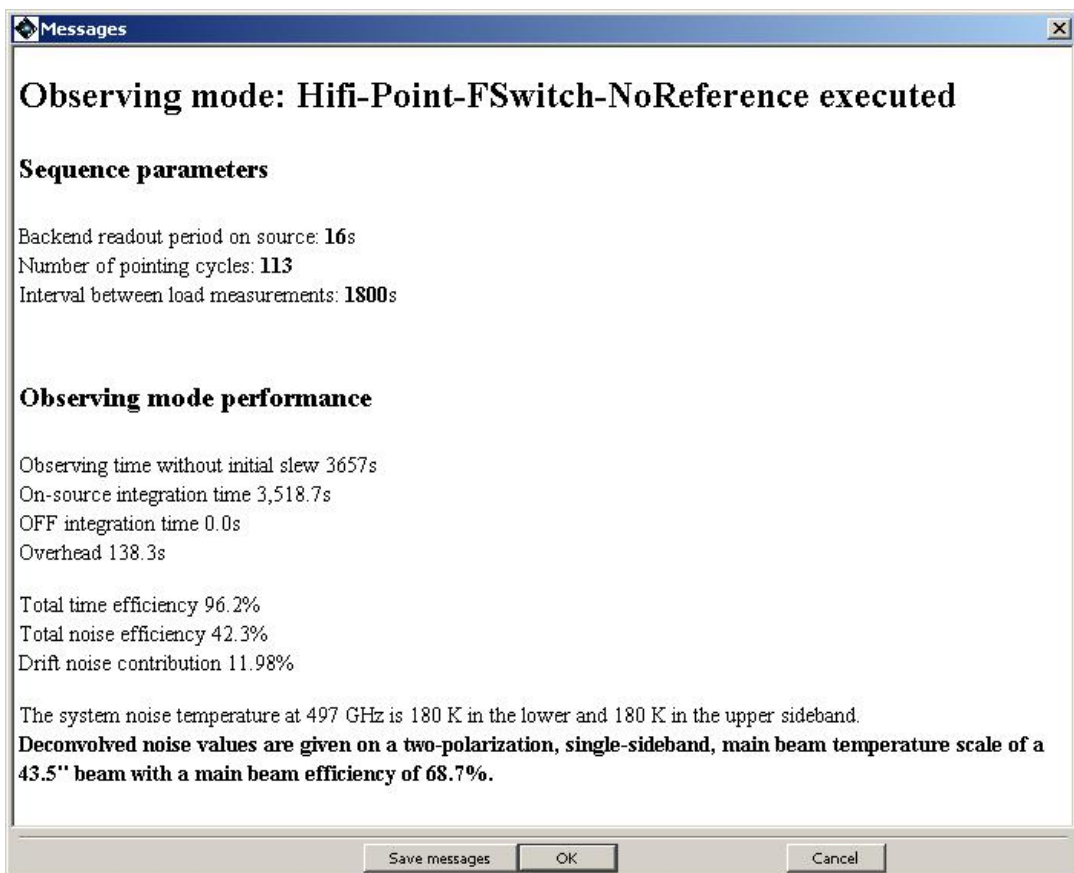 Messages
Observing mode: Hifi-Point-FSwitch-NoReference executed
Sequence parameters
Backend readout period on source: 16s
Number of pointing cycles: 113
Interval between load measurements: 1800s
Observing mode performance
Observing time without initial slew 3657s
On-source integration time 3,518.7s
OFF integration time 0.0s
Overhead 138.3s
Total time efficiency 96.2%
Total noise efficiency 42.3%
Drift noise contribution 11.98%
The system noise temperature at 497 GHz is 180 K in the lower and 180 K in the upper sideband.
Deconvolved noise values are given on a two-polarization, single-sideband, main beam temperature scale of a
43.5" beam with a main beam efficiency of 68.7%.
Save messages OK Cancel